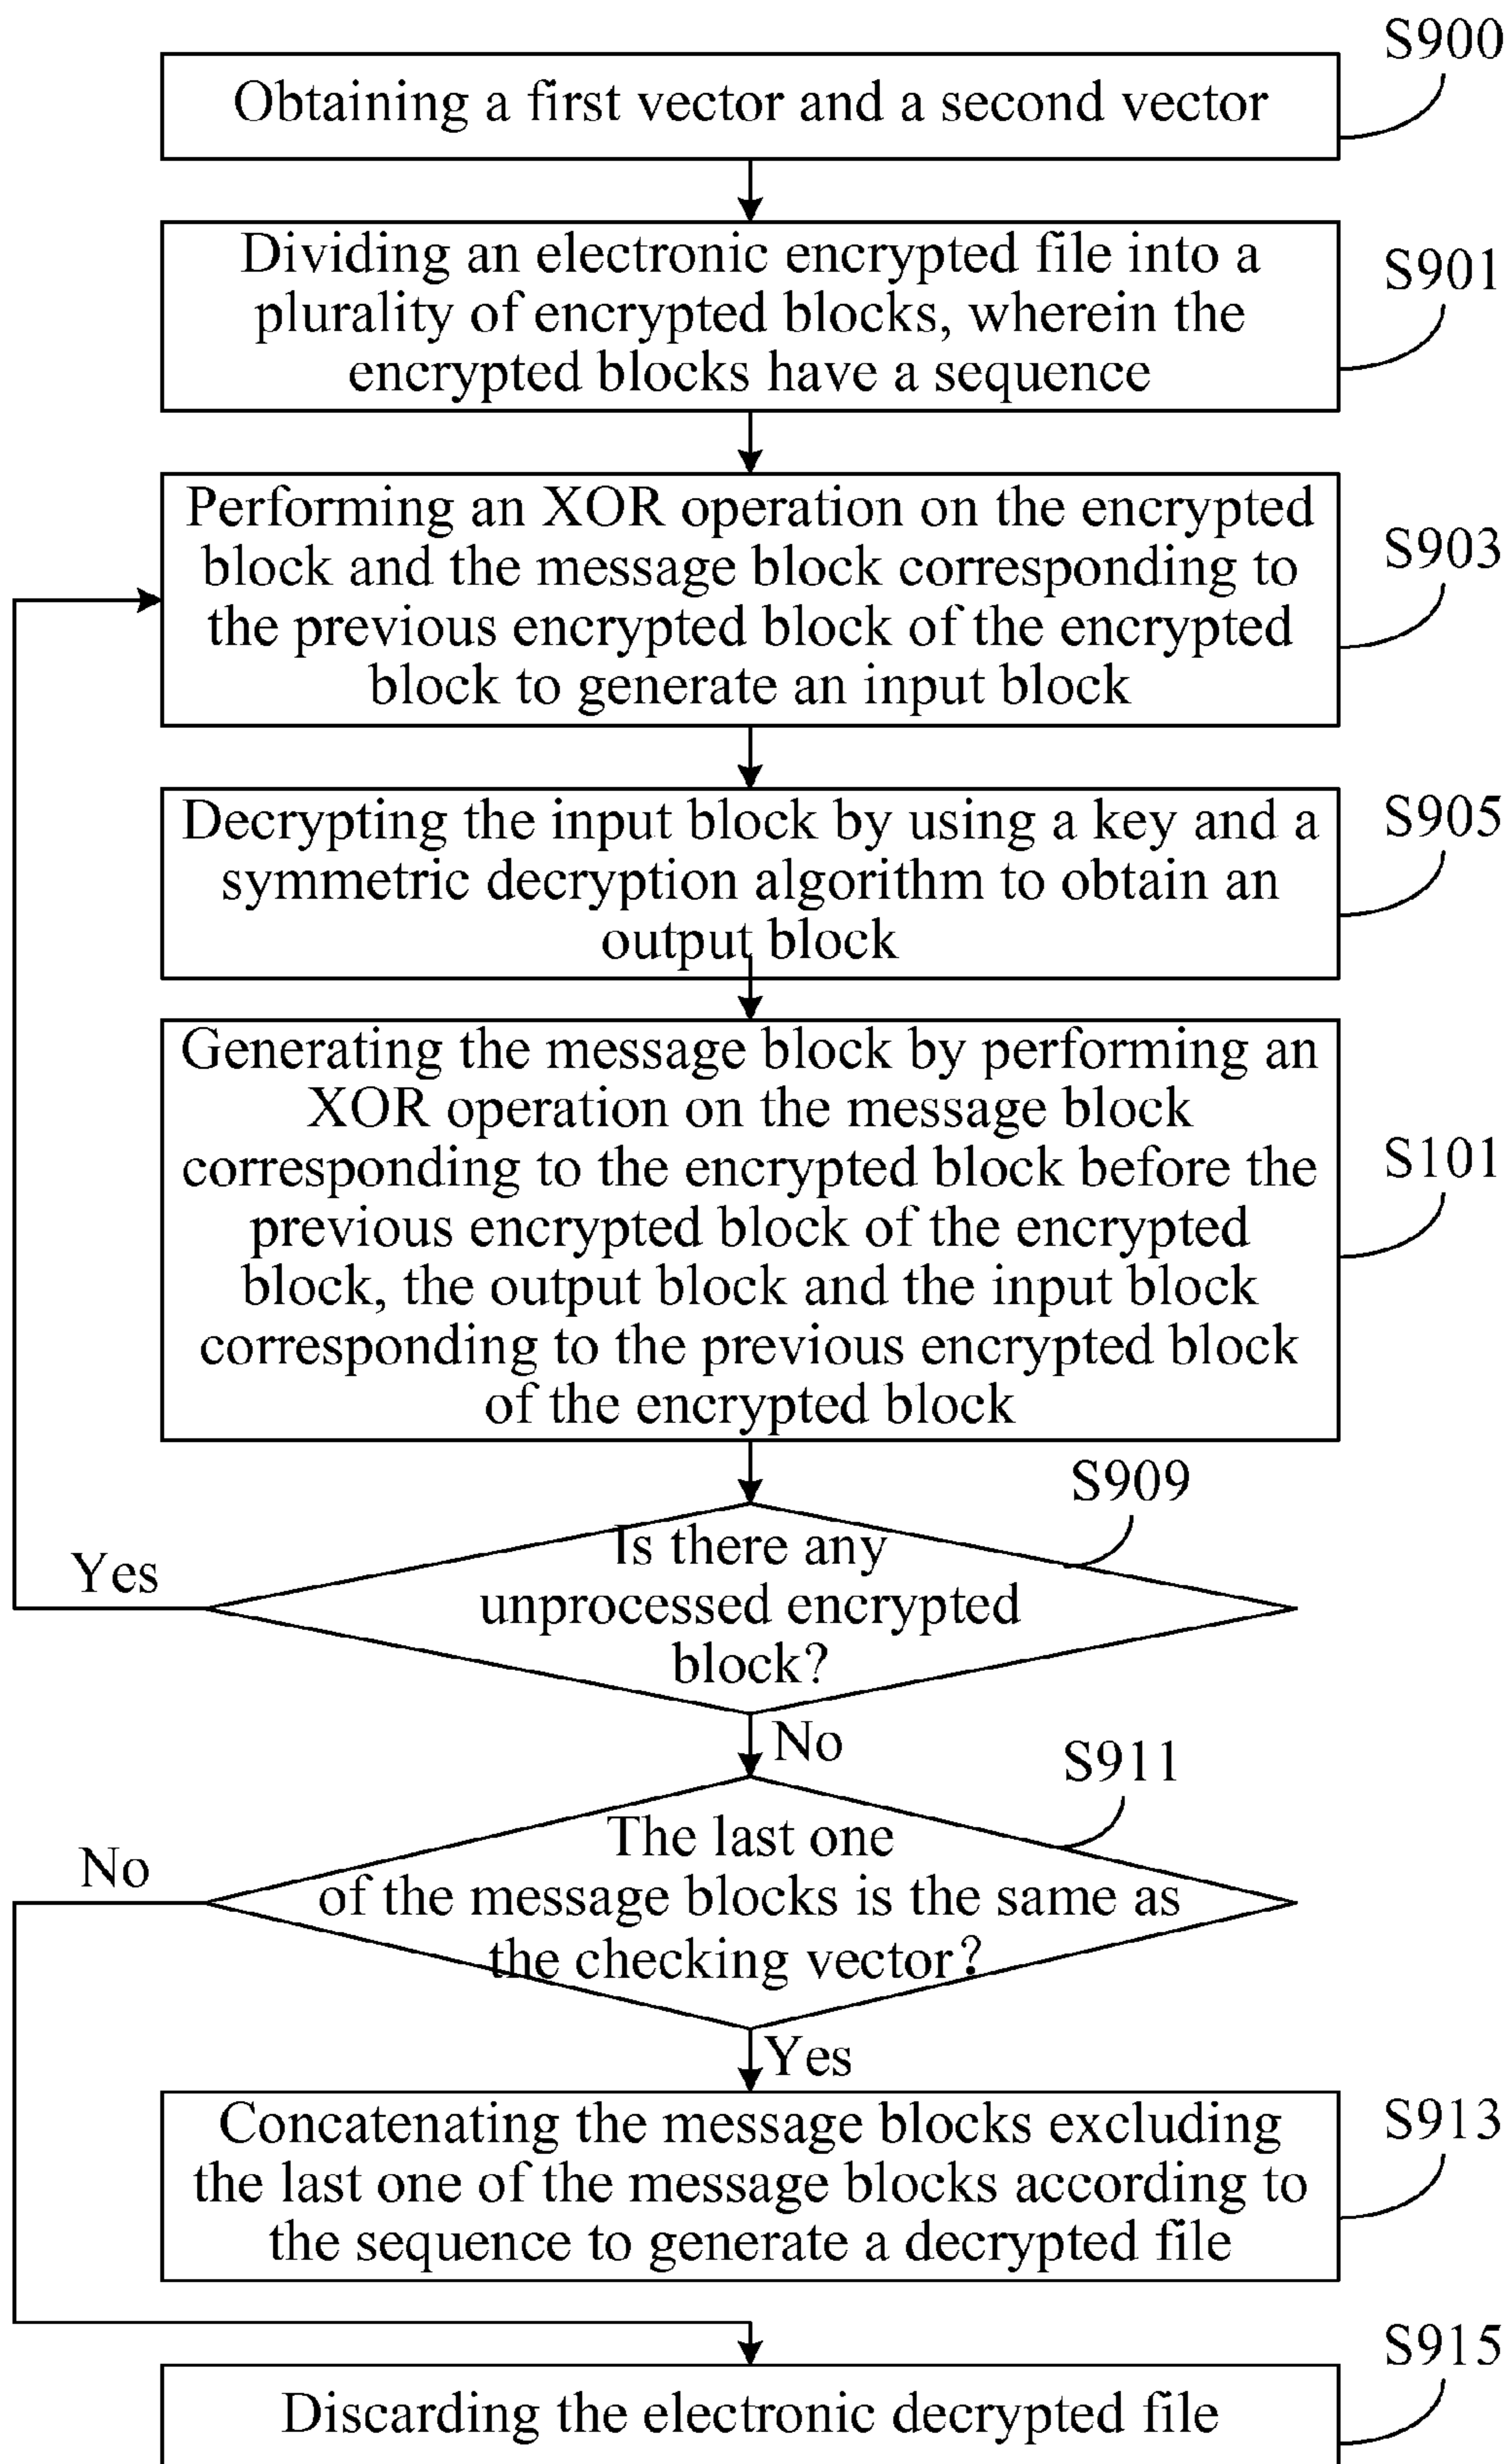 S900
Obtaining a first vector and a second vector
Dividing an electronic encrypted file into a
plurality of encrypted blocks, wherein the
encrypted blocks have a sequence
S901
Performing an XOR operation on the encrypted
block and the message block corresponding to
the previous encrypted block of the encrypted
block to generate an input block
S903
Decrypting the input block by using a key and a
symmetric decryption algorithm to obtain an
output block
S905
Generating the message block by performing an
XOR operation on the message block
corresponding to the encrypted block before the
previous encrypted block of the encrypted
block, the output block and the input block
corresponding to the previous encrypted block
of the encrypted block
S101
S909
Is there any
unprocessed encrypted
block?
Yes
No
S911
The last one
of the message blocks is the same as
the checking vector?
No
Yes
Concatenating the message blocks excluding
the last one of the message blocks according to
the sequence to generate a decrypted file
S913
S915
Discarding the electronic decrypted file